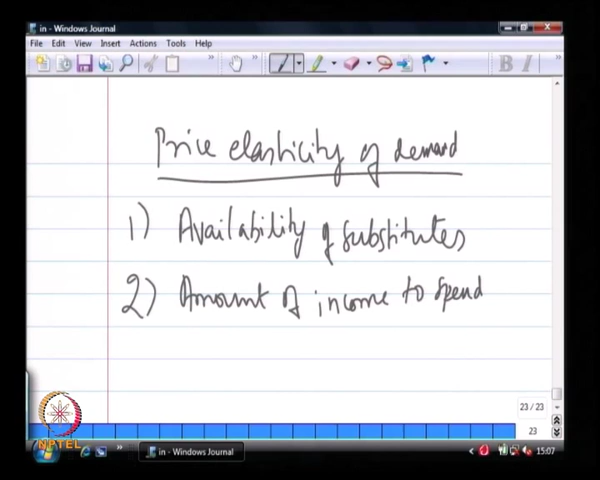 in - Windows Journal
File Edit View Insert Actions Tools Help
B I
Price elasticity of demand
1) Availability of substitutes
2) Amount of income to spend
23 / 23
23
NPTEL
in - Windows Journal
15:07